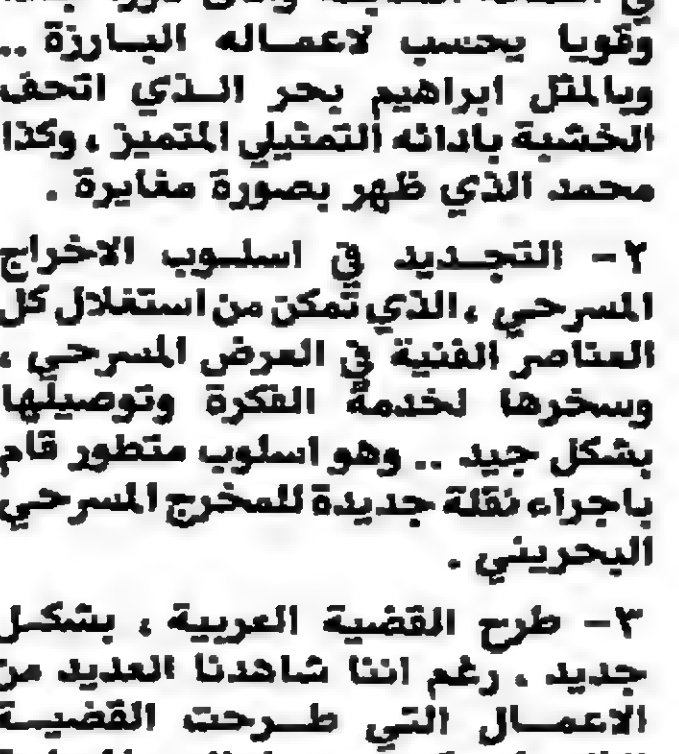 وقويا يحسب لاعماله البارزة ..
وبالمثل ابراهيم بحر الذي اتحف
الخشبة بادائه التمثيلي المتميز ، وكذا
محمد الذي ظهر بصورة مغايرة .
٢- التجديد في اسلوب الاخراج
المسرحي ، الذي تمكن من استغلال كل
العناصر الفنية في العرض المسرحي ،
وسخرها لخدمة الفكرة وتوصيلها
بشكل جيد .. وهو اسلوب متطور قام
باجراء نقلة جديدة للمخرج المسرحي
البحريني .
٣- طرح القضية العربية ، بشكل
جديد . رغم اننا شاهدنا العديد من
الاعمال التي طرحت القضية